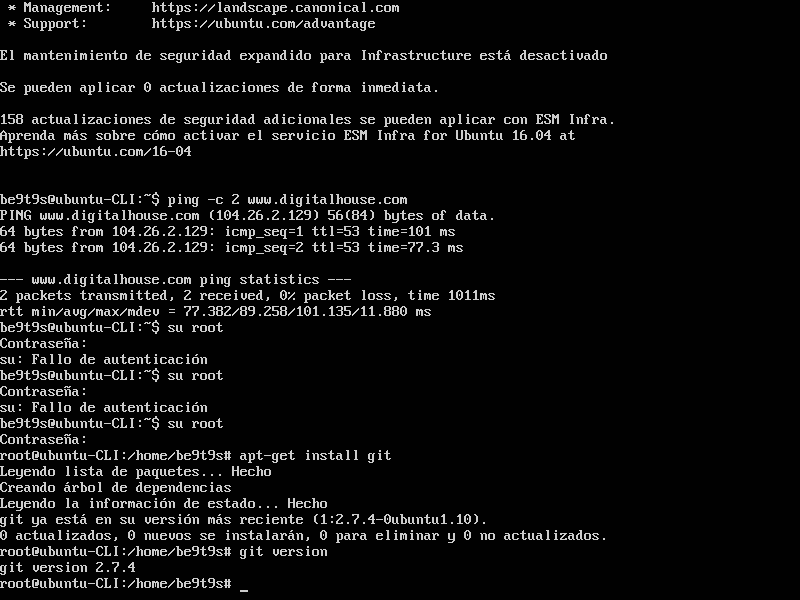 * Management:     https://landscape.canonical.com
* Support:        https://ubuntu.com/advantage
El mantenimiento de seguridad expandido para Infrastructure está desactivado
Se pueden aplicar 0 actualizaciones de forma inmediata.
158 actualizaciones de seguridad adicionales se pueden aplicar con ESM Infra.
Aprenda más sobre cómo activar el servicio ESM Infra for Ubuntu 16.04 at
https://ubuntu.com/16-04
be9t9s@ubuntu-CLI:~$ ping -c 2 www.digitalhouse.com
PING www.digitalhouse.com (104.26.2.129) 56(84) bytes of data.
64 bytes from 104.26.2.129: icmp_seq=1 ttl=53 time=101 ms
64 bytes from 104.26.2.129: icmp_seq=2 ttl=53 time=77.3 ms
--- www.digitalhouse.com ping statistics ---
2 packets transmitted, 2 received, 0% packet loss, time 1011ms
rtt min/avg/max/mdev = 77.382/89.258/101.135/11.880 ms
be9t9s@ubuntu-CLI:~$ su root
Contraseña:
su: Fallo de autenticación
be9t9s@ubuntu-CLI:~$ su root
Contraseña:
su: Fallo de autenticación
be9t9s@ubuntu-CLI:~$ su root
Contraseña:
root@ubuntu-CLI:/home/be9t9s# apt-get install git
Leyendo lista de paquetes... Hecho
Creando árbol de dependencias
Leyendo la información de estado... Hecho
git ya está en su versión más reciente (1:2.7.4-0ubuntu1.10).
0 actualizados, 0 nuevos se instalarán, 0 para eliminar y 0 no actualizados.
root@ubuntu-CLI:/home/be9t9s# git version
git version 2.7.4
root@ubuntu-CLI:/home/be9t9s# _